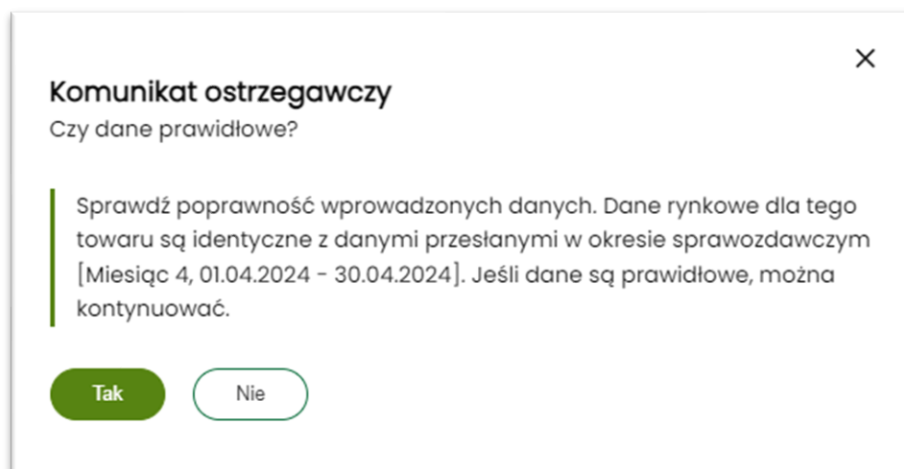 Komunikat ostrzegawczy
Czy dane prawidłowe?
Sprawdź poprawność wprowadzonych danych. Dane rynkowe dla tego
towaru są identyczne z danymi przesłanymi w okresie sprawozdawczym
[Miesiąc 4, 01.04.2024 - 30.04.2024]. Jeśli dane są prawidłowe, można
kontynuować.
Tak Nie